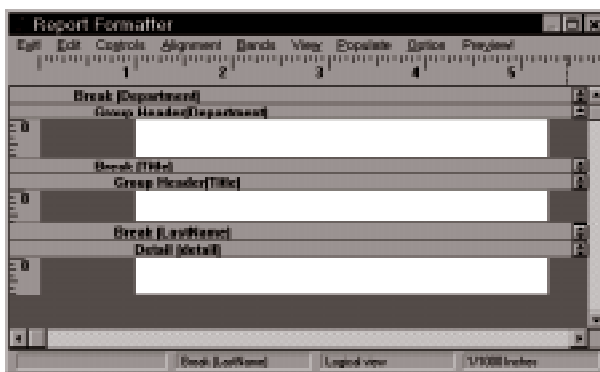 Report Formatter
Exit Edit Controls Alignment Bands View Populate Option Preview!
1 2 3 4 5
Break (Department)
Group Header(Department)
0
Break (Title)
Group Header(Title)
0
Break (LastName)
Detail (detail)
0
Break (LastName) Logical view 1/1000 Inches